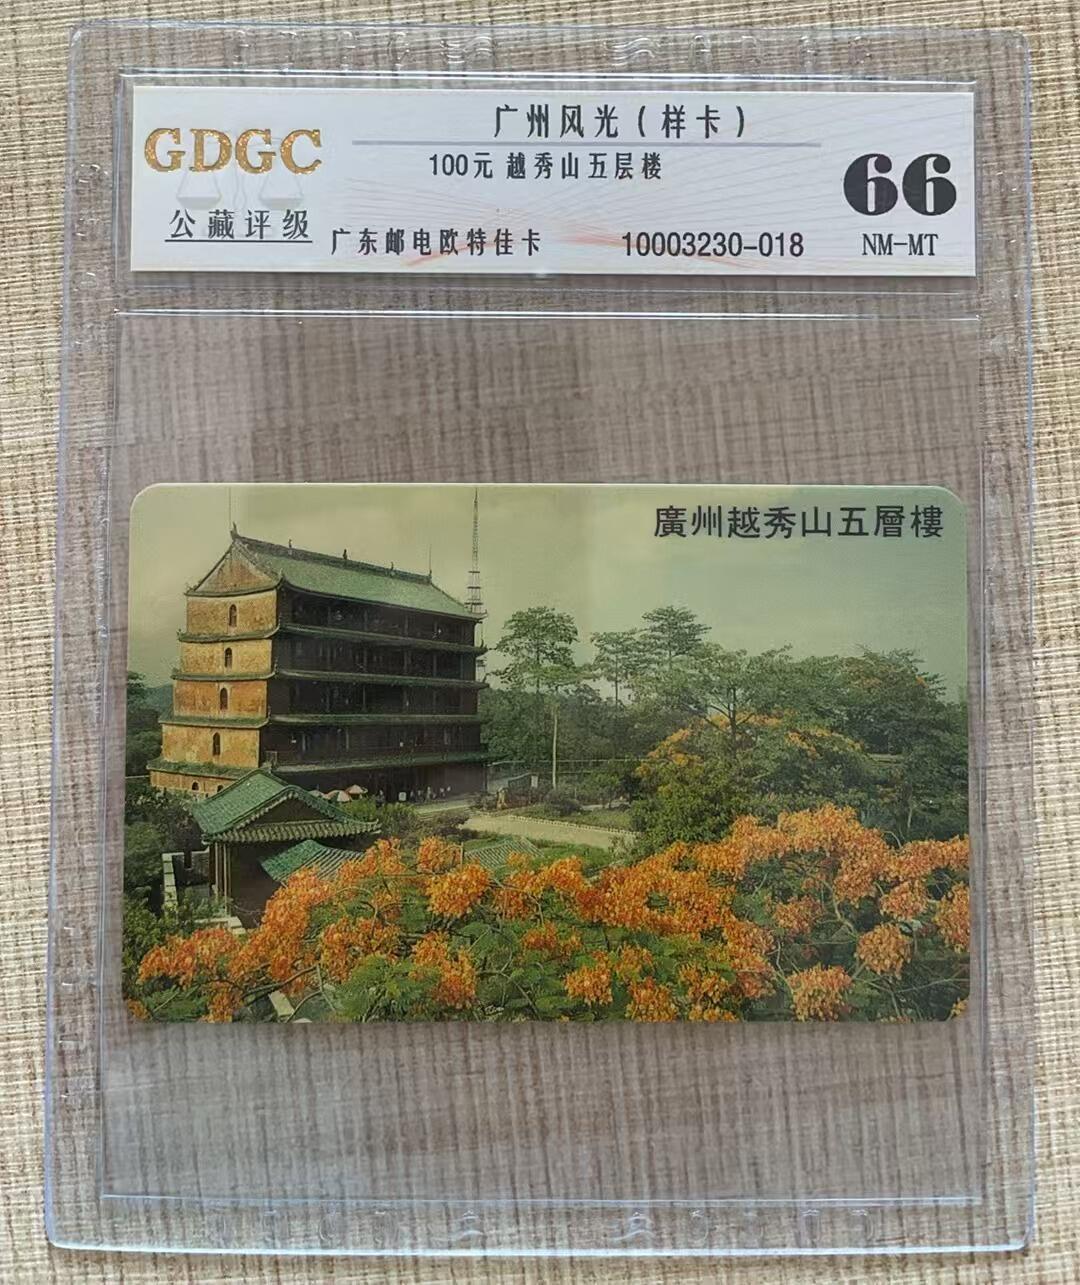 广州风光（样卡）
GDGC
100元 越秀山五层楼
66
公藏评级
广东邮电欧特佳卡
10003230-018
NM-MT
廣州越秀山五層樓